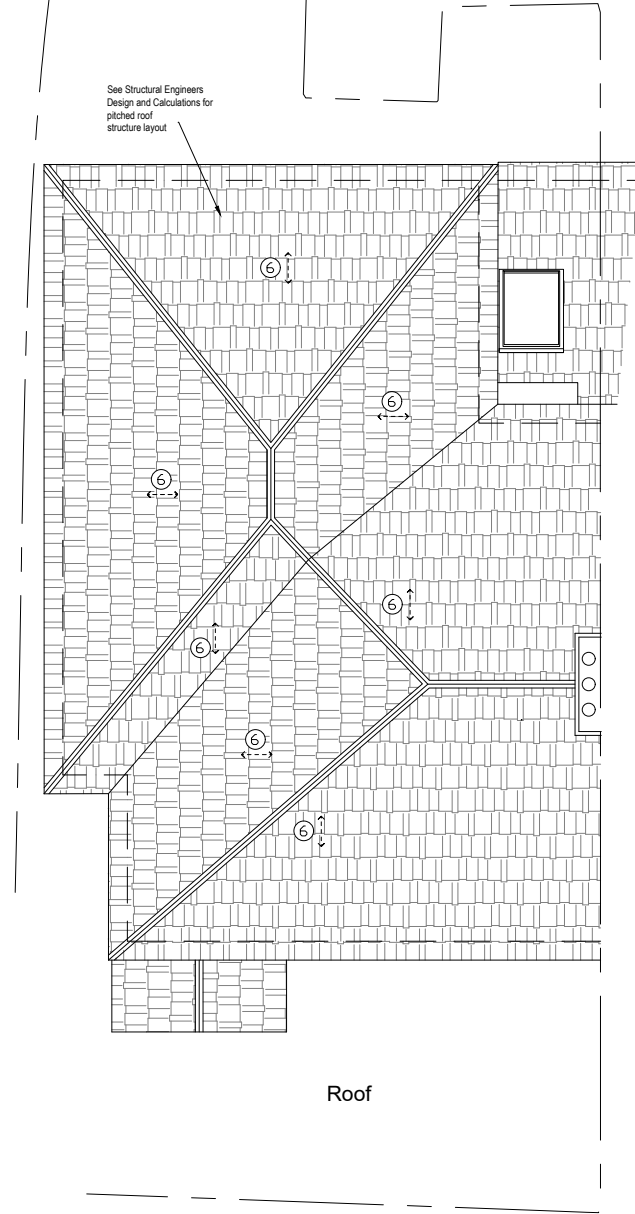 See Structural Engineers
Design and Calculations for
pitched roof
structure layout
6
6
6
6
6
6
6
Roof